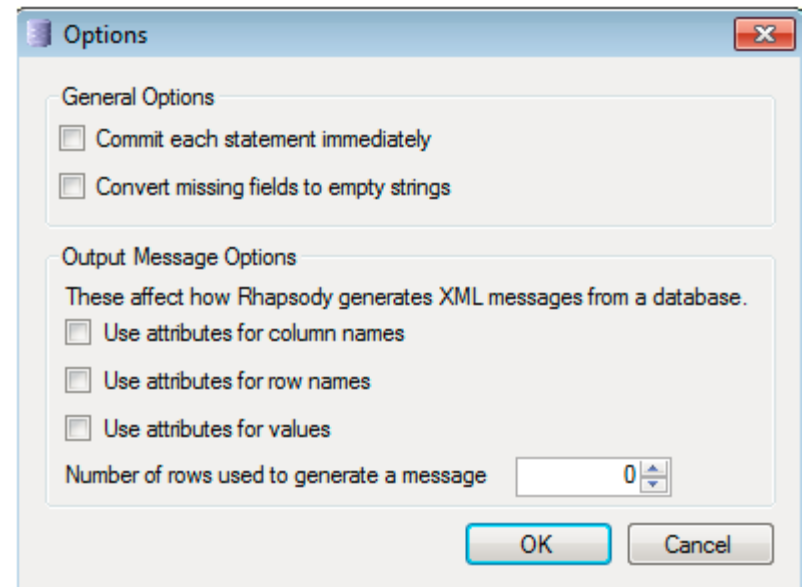 Options
General Options
Commit each statement immediately
Convert missing fields to empty strings
Output Message Options
These affect how Rhapsody generates XML messages from a database.
Use attributes for column names
Use attributes for row names
Use attributes for values
Number of rows used to generate a message 0
OK Cancel